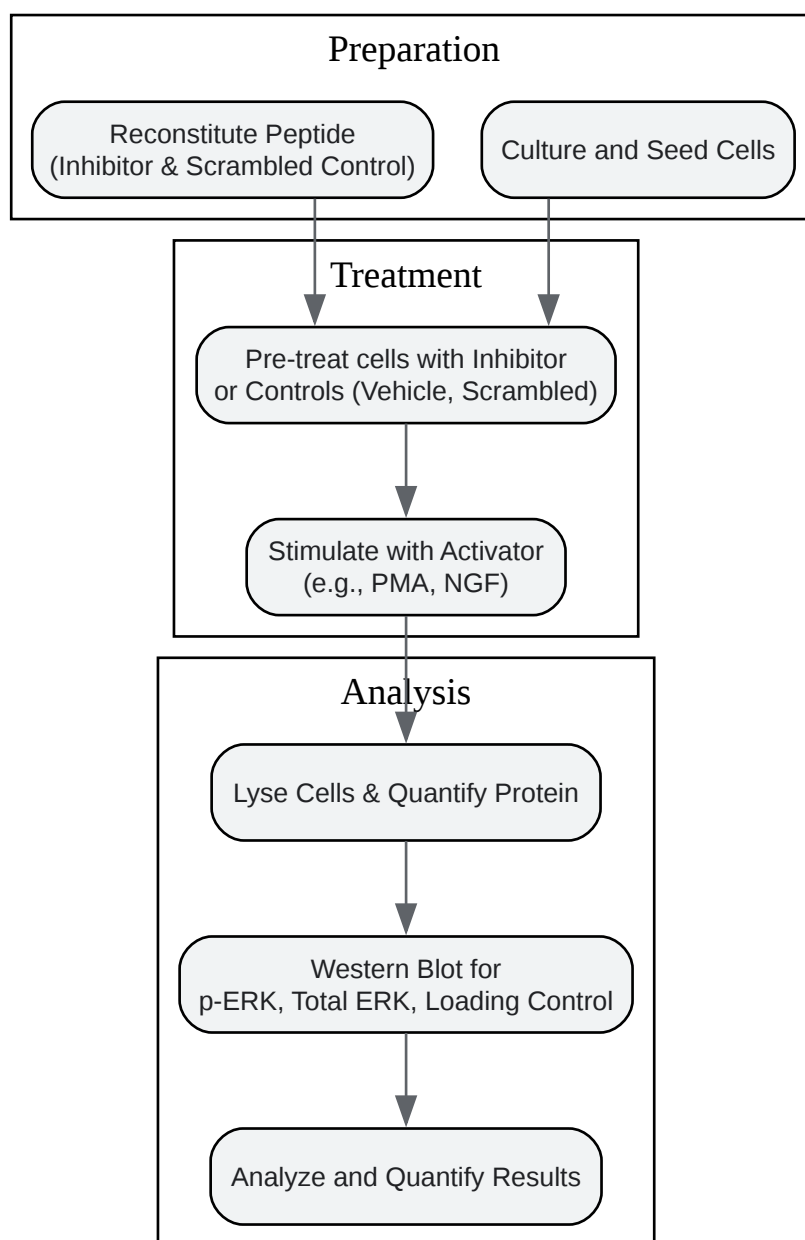 Preparation
Reconstitute Peptide
(Inhibitor & Scrambled Control)
Culture and Seed Cells
Treatment
Pre-treat cells with Inhibitor
or Controls (Vehicle, Scrambled)
Stimulate with Activator
(e.g., PMA, NGF)
Analysis
Lyse Cells & Quantify Protein
Western Blot for
p-ERK, Total ERK, Loading Control
Analyze and Quantify Results